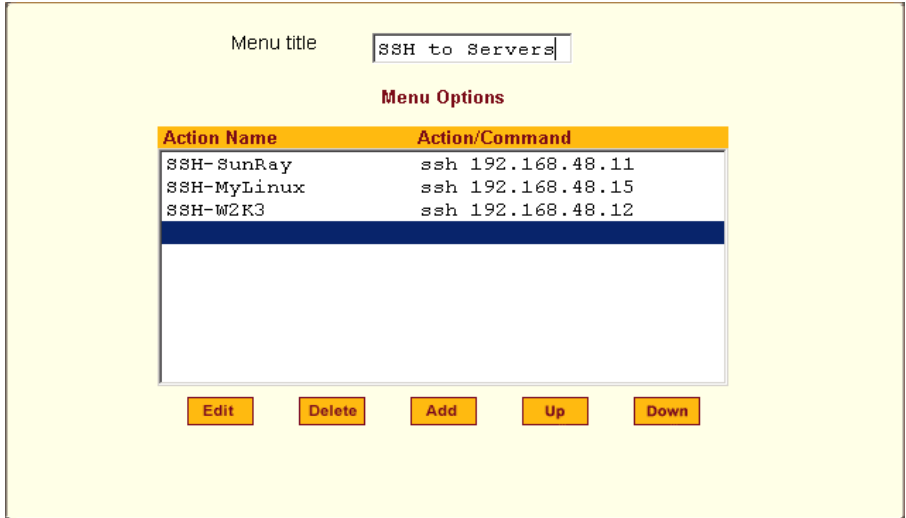 Menu title SSH to Servers
Menu Options
Action Name Action/Command
SSH-SunRay ssh 192.168.48.11
SSH-MyLinux ssh 192.168.48.15
SSH-W2K3 ssh 192.168.48.12
Edit Delete Add Up Down